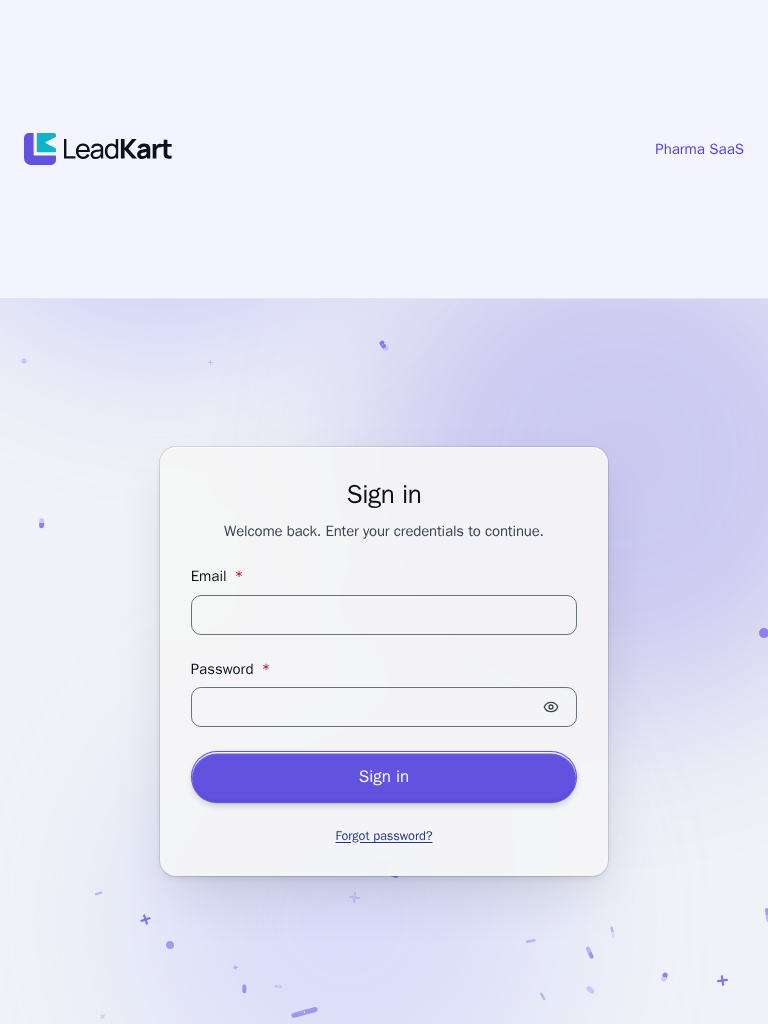 LeadKart
Pharma SaaS
Sign in
Welcome back. Enter your credentials to continue.
Email *
Password *
Sign in
Forgot password?